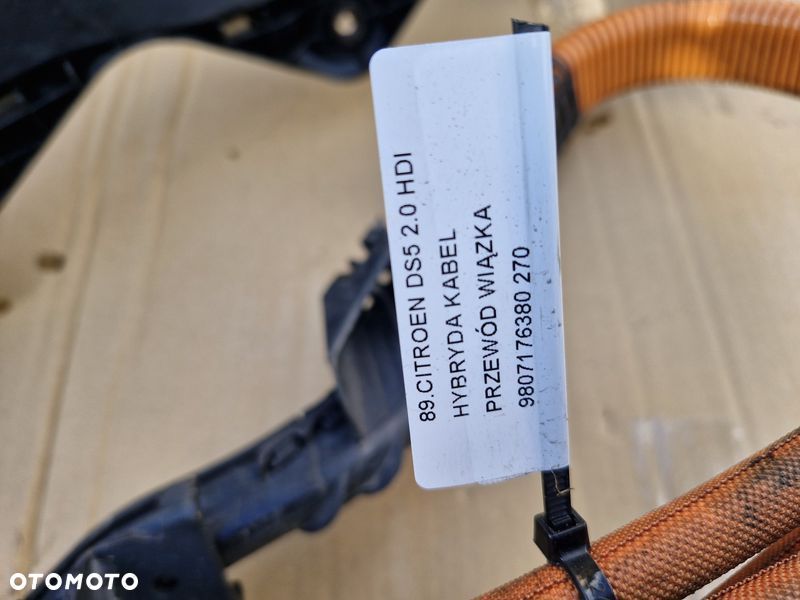 89.CITROEN DS5 2.0 HDI
HYBRYDA KABEL
PRZEWÓD WIĄZKA
9807176380 270
OTOMOTO